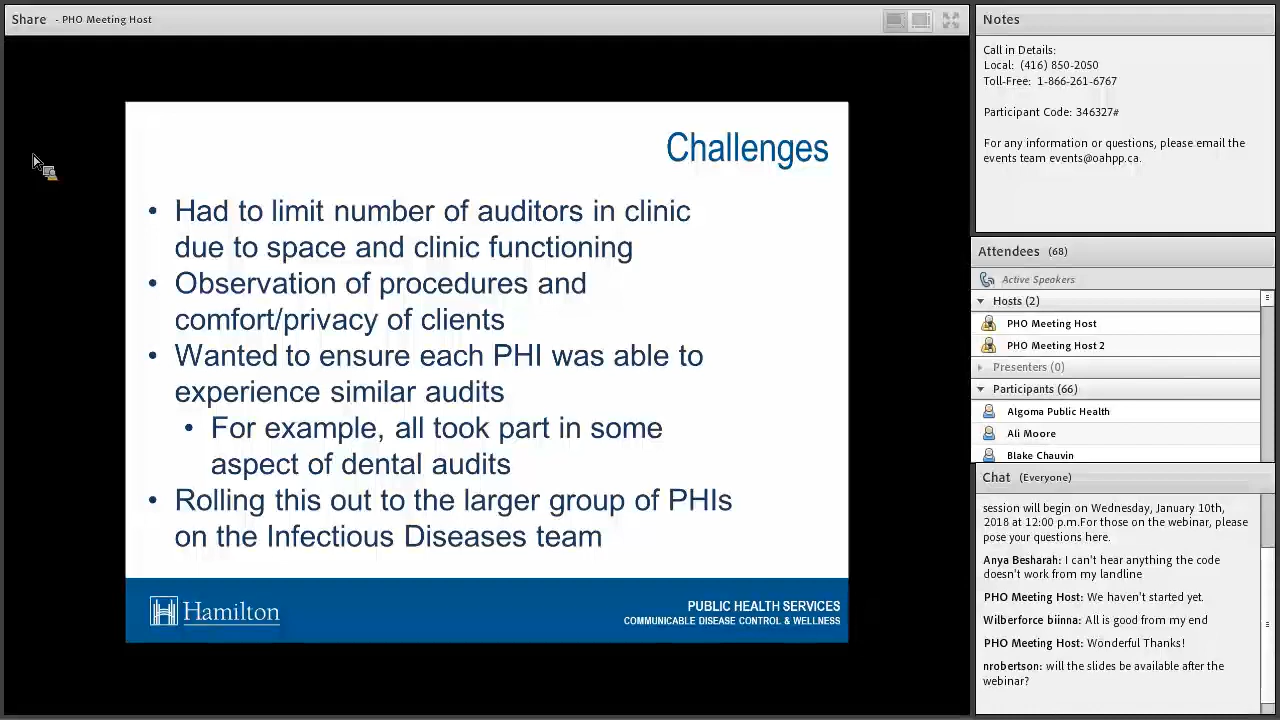 Share - PHO Meeting Host
Challenges
• Had to limit number of auditors in clinic
due to space and clinic functioning
• Observation of procedures and
comfort/privacy of clients
• Wanted to ensure each PHI was able to
experience similar audits
• For example, all took part in some
aspect of dental audits
• Rolling this out to the larger group of PHIs
on the Infectious Diseases team
Hamilton
PUBLIC HEALTH SERVICES
COMMUNICABLE DISEASE CONTROL & WELLNESS
Notes
Call in Details:
Local: (416) 850-2050
Toll-Free: 1-866-261-6767
Participant Code: 346327#
For any information or questions, please email the
events team events@oahpp.ca.
Attendees (68)
Active Speakers
Hosts (2)
PHO Meeting Host
PHO Meeting Host 2
Presenters (0)
Participants (66)
Algoma Public Health
Ali Moore
Blake Chauvin
Chat (Everyone)
session will begin on Wednesday, January 10th,
2018 at 12:00 p.m.For those on the webinar, please
pose your questions here.
Anya Besharah: I can't hear anything the code
doesn't work from my landline
PHO Meeting Host: We haven't started yet.
Wilberforce biinna: All is good from my end
PHO Meeting Host: Wonderful Thanks!
nrobertson: will the slides be available after the
webinar?